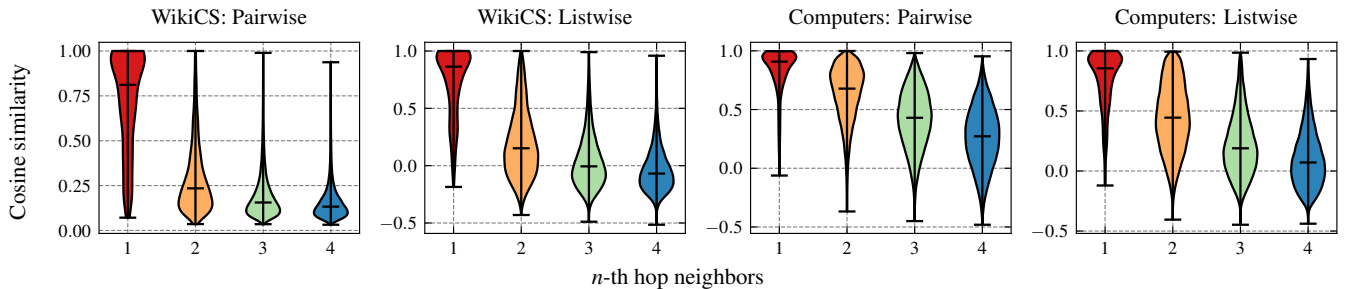 WikiCS: Pairwise
WikiCS: Listwise
Computers: Pairwise
Computers: Listwise
Cosine similarity
1.00
0.75
0.50
0.25
0.00
1 2 3 4
1.0
0.5
0.0
−0.5
1 2 3 4
1.0
0.5
0.0
−0.5
1 2 3 4
1.0
0.5
0.0
−0.5
1 2 3 4
n-th hop neighbors